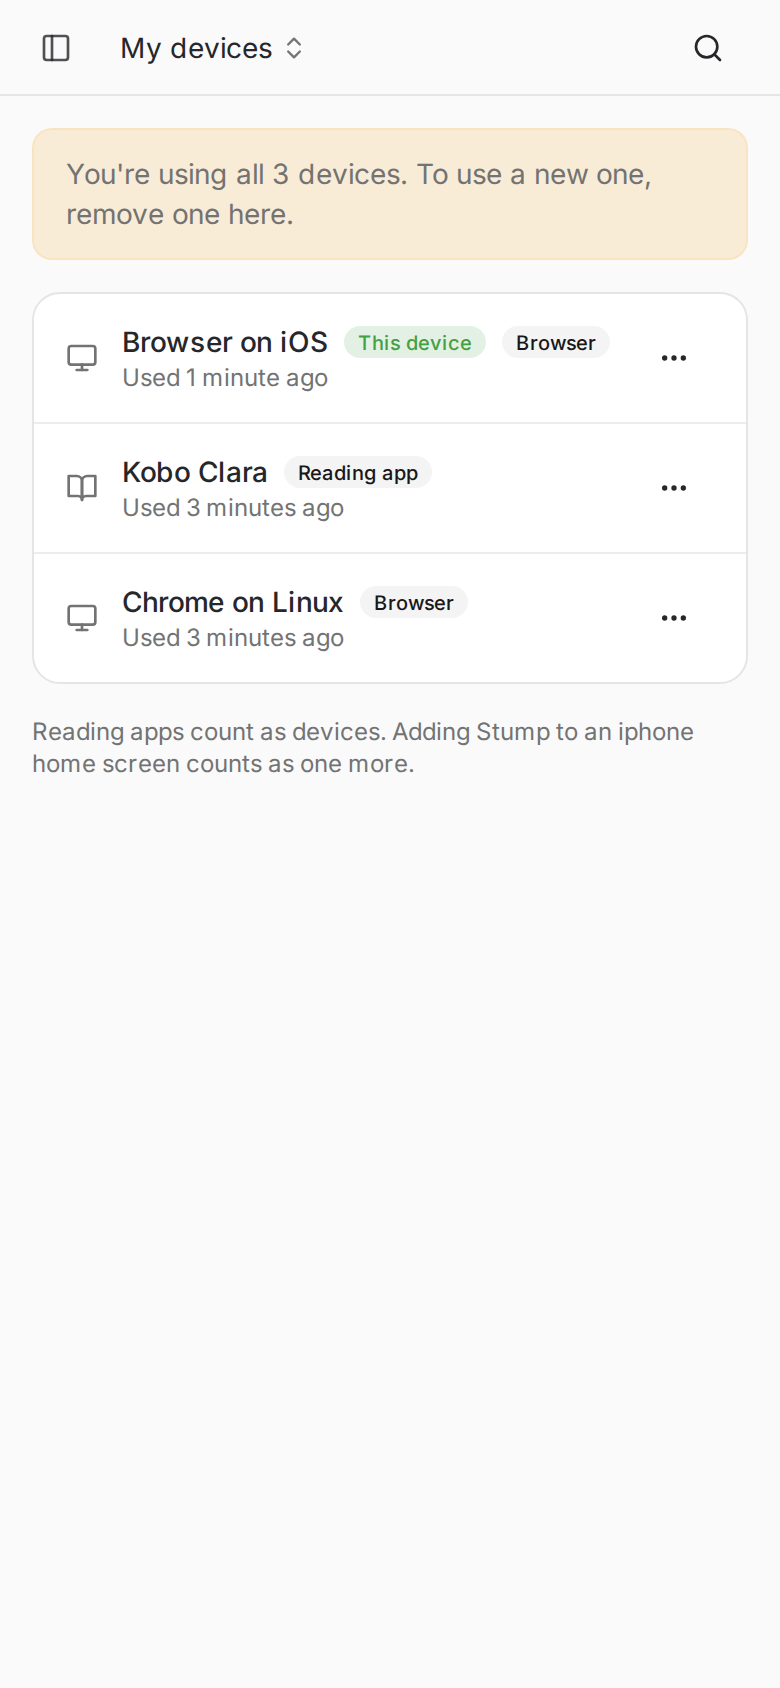 My devices
You're using all 3 devices. To use a new one,
remove one here.
Browser on iOS This device Browser
Used 1 minute ago
Kobo Clara Reading app
Used 3 minutes ago
Chrome on Linux Browser
Used 3 minutes ago
Reading apps count as devices. Adding Stump to an iphone
home screen counts as one more.